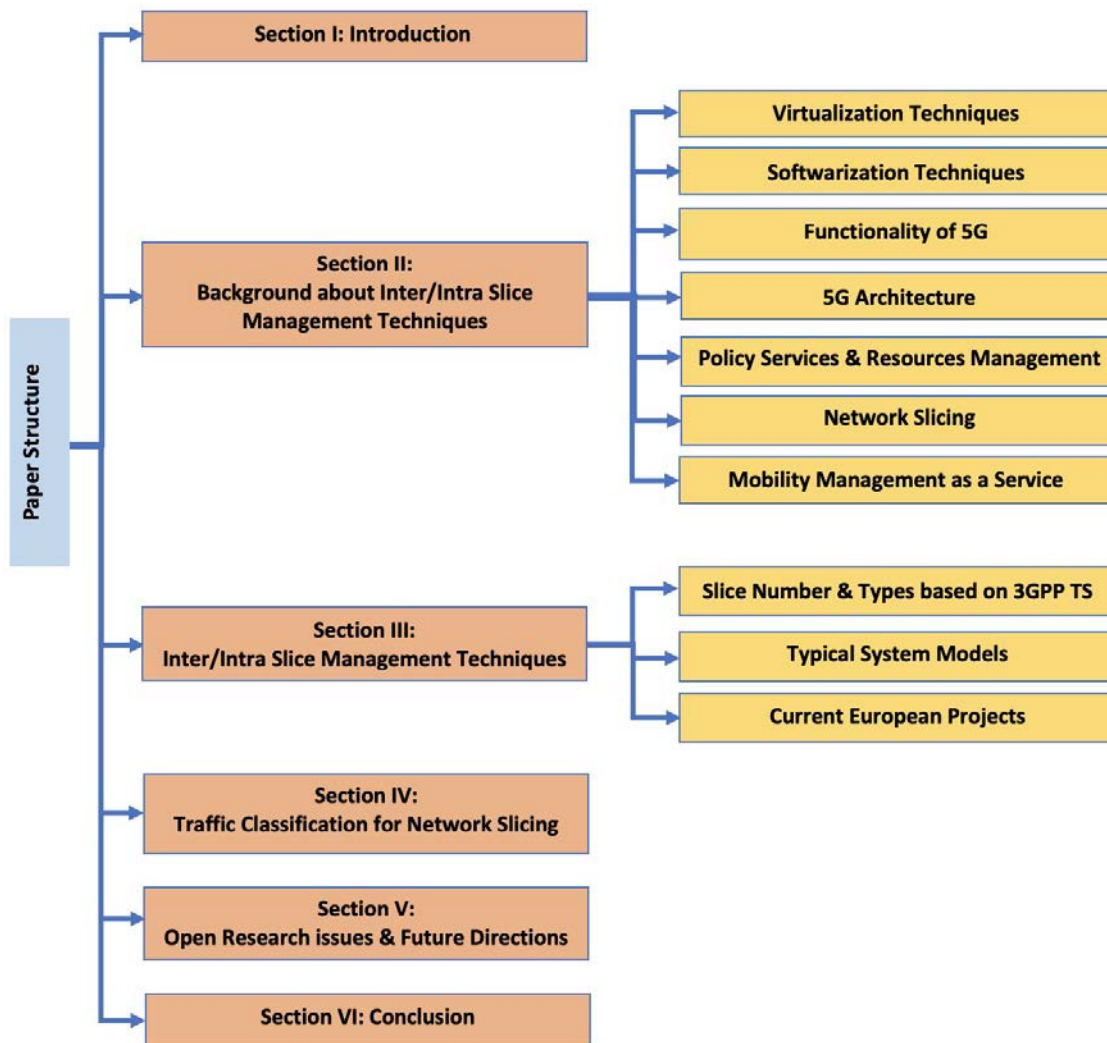 Paper Structure
Section I: Introduction
Section II:
Background about Inter/Intra Slice
Management Techniques
Virtualization Techniques
Softwarization Techniques
Functionality of 5G
5G Architecture
Policy Services & Resources Management
Network Slicing
Mobility Management as a Service
Section III:
Inter/Intra Slice Management Techniques
Slice Number & Types based on 3GPP TS
Typical System Models
Current European Projects
Section IV:
Traffic Classification for Network Slicing
Section V:
Open Research issues & Future Directions
Section VI: Conclusion